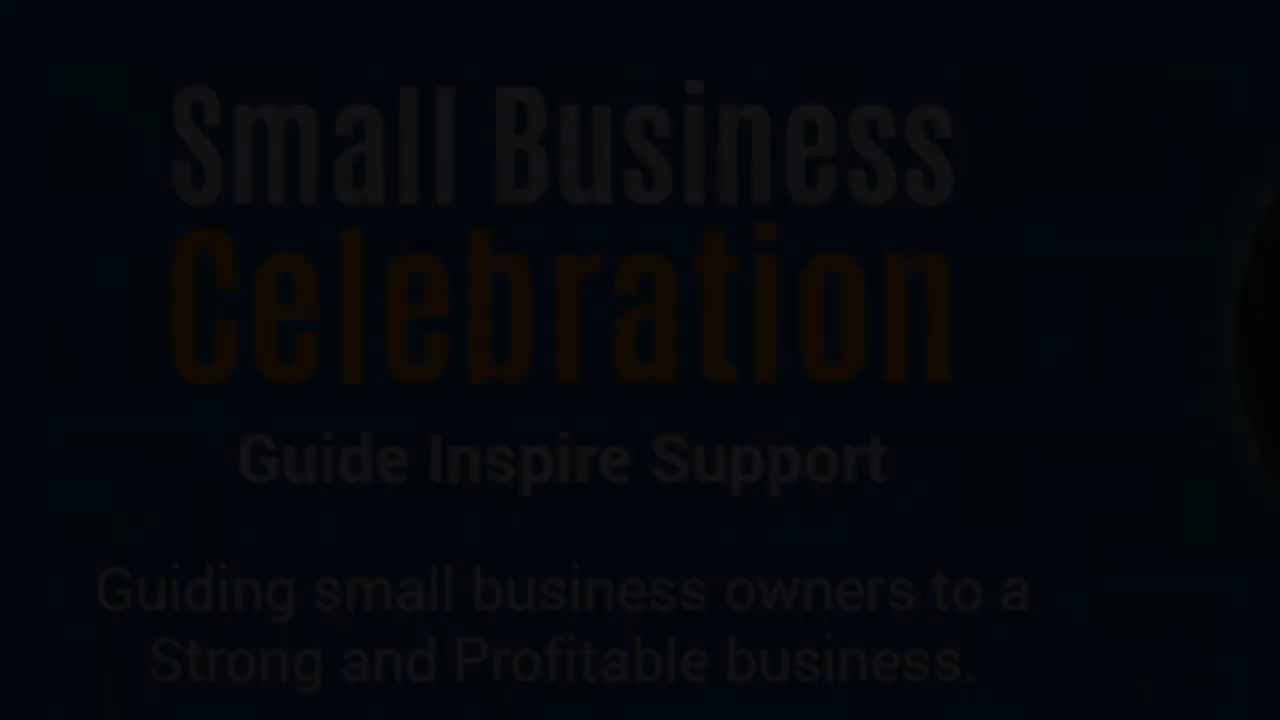 Small Business
Celebration
Guide Inspire Support
Guiding small business owners to a
Strong and Profitable business.